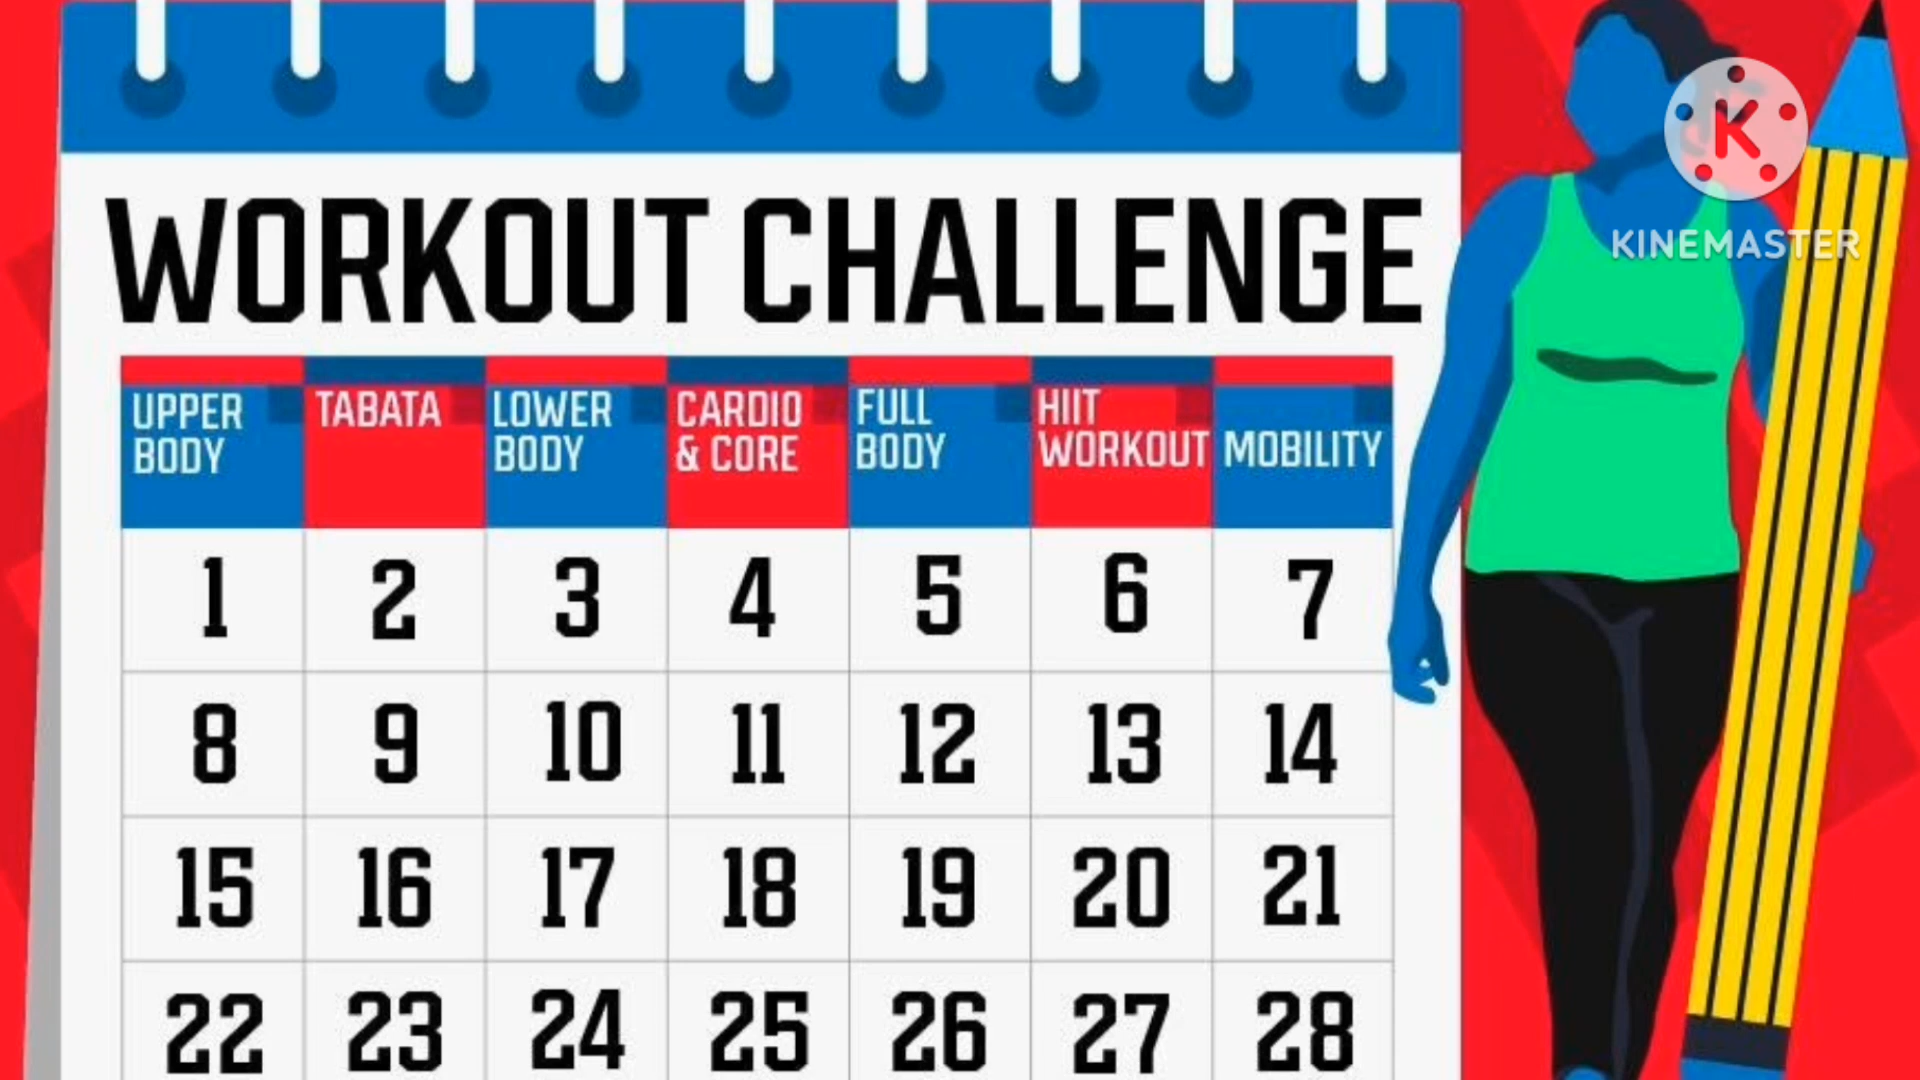 K
KINEMASTER
WORKOUT CHALLENGE
UPPER
BODY
TABATA
LOWER
BODY
CARDIO
& CORE
FULL
BODY
HIIT
WORKOUT
MOBILITY
1 2 3 4 5 6 7
8 9 10 11 12 13 14
15 16 17 18 19 20 21
22 23 24 25 26 27 28